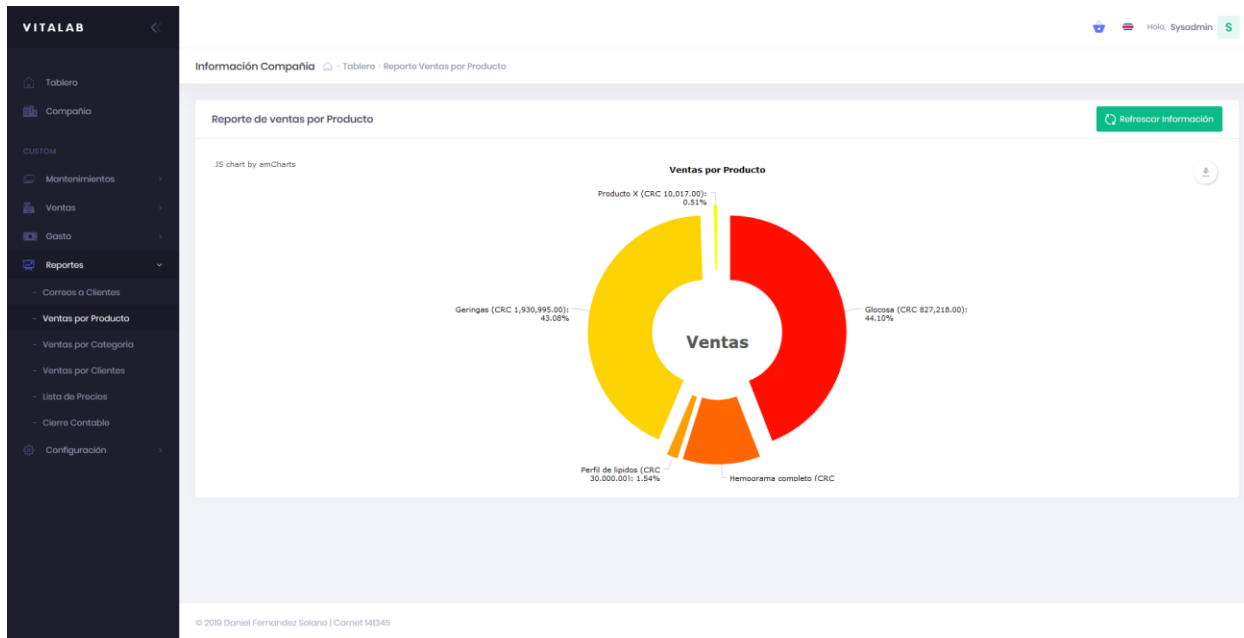 VITALAB
Hola, Sysadmin S
Información Compañia - Tablero - Reporte Ventas por Producto
Tablero
Compañia
CUSTOM
Mantenimientos
Ventas
Gasto
Reportes
- Correos a Clientes
- Ventas por Producto
- Ventas por Categoria
- Ventas por Clientes
- Lista de Precios
- Cierre Contable
Configuración
Reporte de ventas por Producto
Refrescar Información
JS chart by amCharts
Ventas por Producto
Producto X (CRC 10,017.00):
0.51%
Geringas (CRC 1,930,995.00):
43.08%
Glocosa (CRC 827,218.00):
44.10%
Ventas
Perfil de lipidos (CRC
30,000.00): 1.54%
Hemograma completo (CRC
© 2019 Daniel Fernandez Solano | Carnet 141345